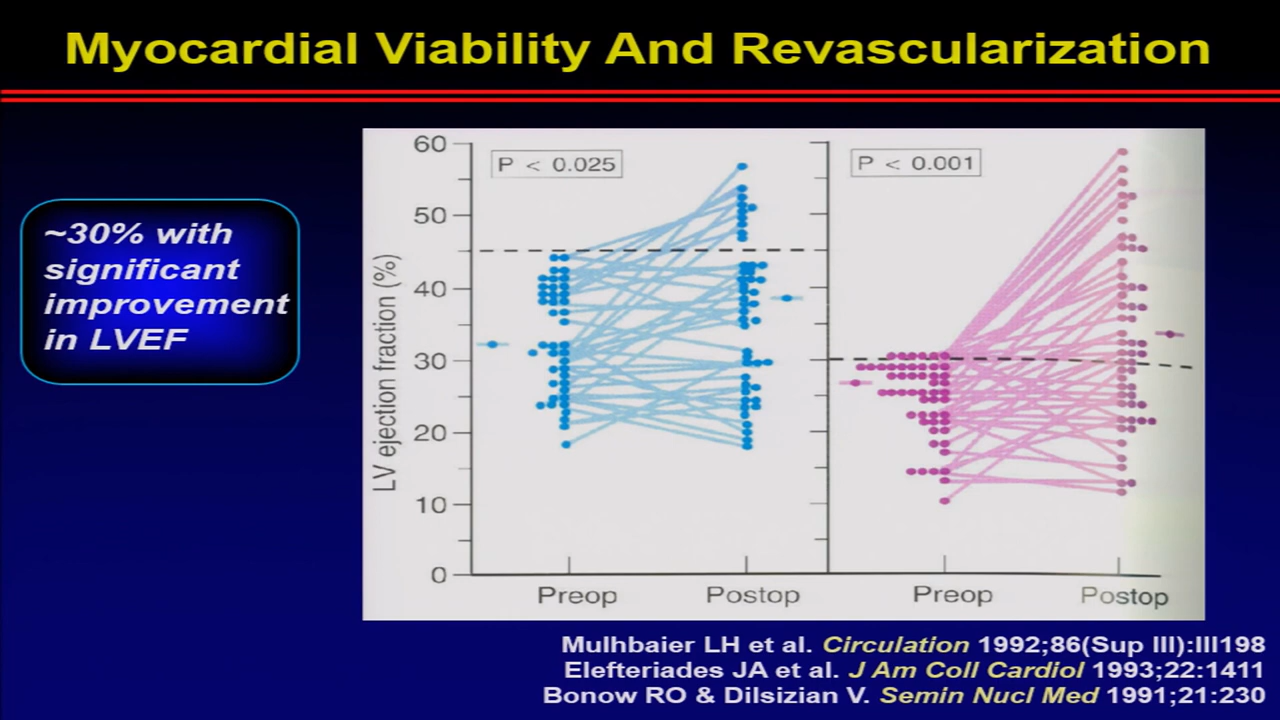 Myocardial Viability And Revascularization
~30% with
significant
improvement
in LVEF
LV ejection fraction (%)
60
50
40
30
20
10
0
P < 0.025
P < 0.001
Preop
Postop
Preop
Postop
Mulhbaier LH et al. Circulation 1992;86(Sup III):III198
Elefteriades JA et al. J Am Coll Cardiol 1993;22:1411
Bonow RO & Dilsizian V. Semin Nucl Med 1991;21:230